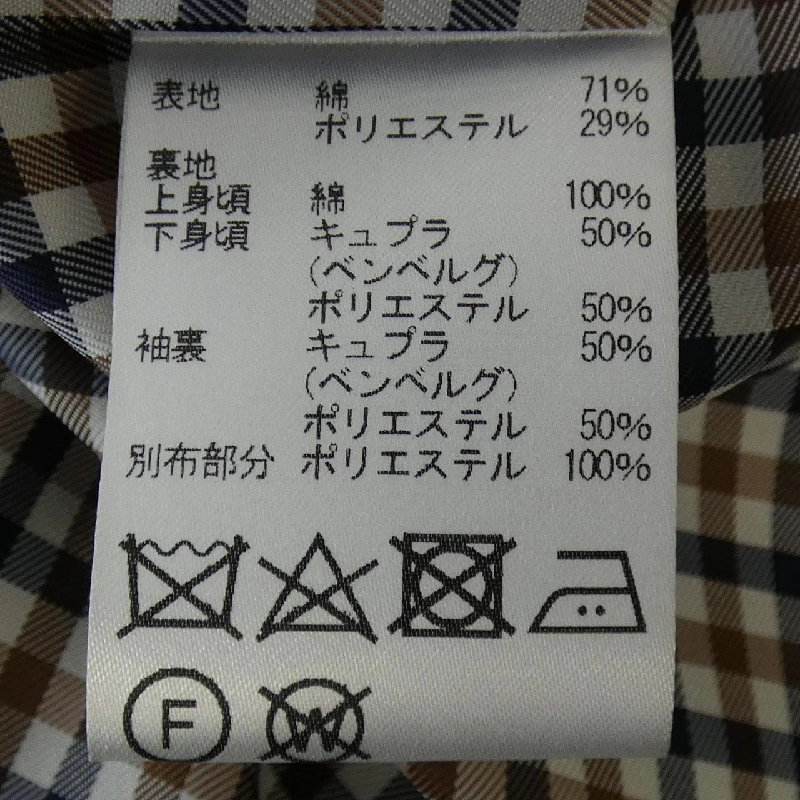 表地 綿 71%
ポリエステル 29%
裏地
上身頃 綿 100%
下身頃 キュプラ 50%
(ベンベルグ)
ポリエステル 50%
袖裏 キュプラ 50%
(ベンベルグ)
ポリエステル 50%
別布部分 ポリエステル 100%
F W